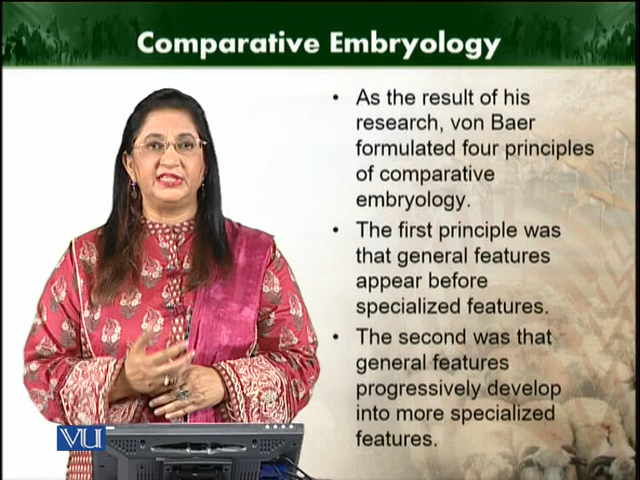 Comparative Embryology
• As the result of his
research, von Baer
formulated four principles
of comparative
embryology.
• The first principle was
that general features
appear before
specialized features.
• The second was that
general features
progressively develop
into more specialized
features.
VU